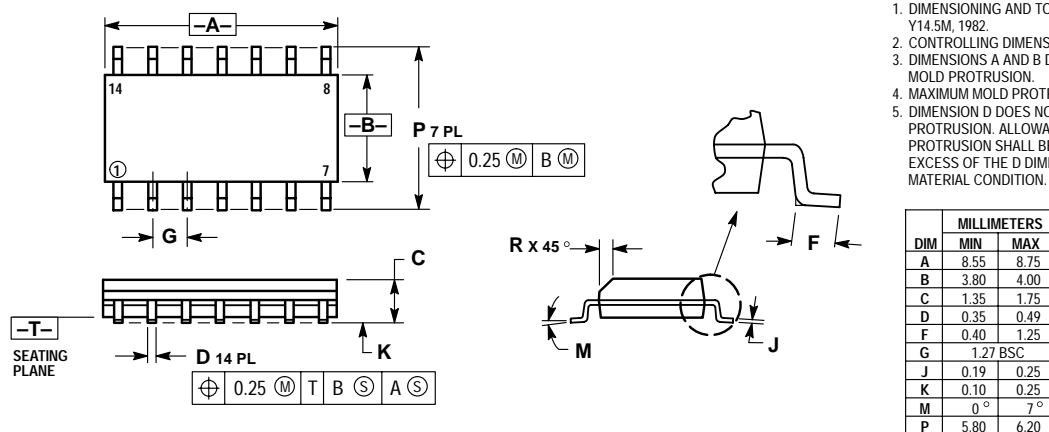 1. DIMENSIONING AND TO
Y14.5M, 1982.
2. CONTROLLING DIMENS
3. DIMENSIONS A AND B D
MOLD PROTRUSION.
4. MAXIMUM MOLD PROT
5. DIMENSION D DOES NO
PROTRUSION. ALLOWA
PROTRUSION SHALL BE
EXCESS OF THE D DIME
MATERIAL CONDITION.
–A–
14 8
–B–
P 7 PL
⌖ 0.25 Ⓜ B Ⓜ
① 7
G
C
R X 45°
F
–T–
SEATING
PLANE
D 14 PL
K
M
J
⌖ 0.25 Ⓜ T B Ⓢ A Ⓢ
MILLIMETERS
DIM MIN MAX
A 8.55 8.75
B 3.80 4.00
C 1.35 1.75
D 0.35 0.49
F 0.40 1.25
G 1.27 BSC
J 0.19 0.25
K 0.10 0.25
M 0° 7°
P 5.80 6.20